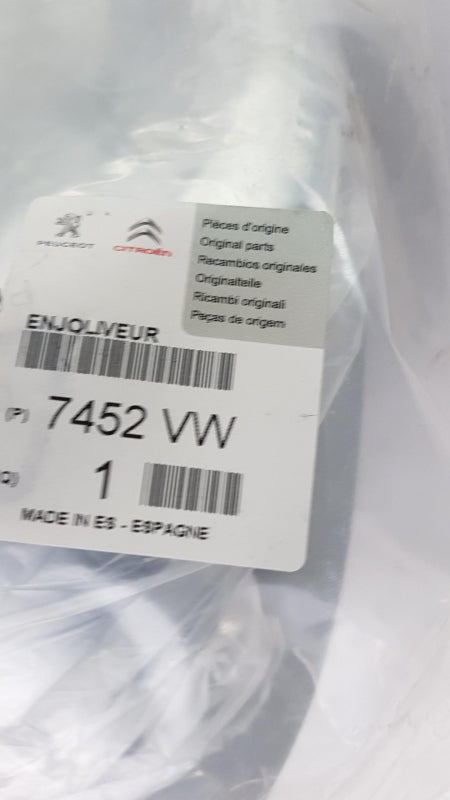 PEUGEOT
CITROËN
Pièces d'origine
Original parts
Recambios originales
Originalteile
Ricambi originali
Peças de origem
ENJOLIVEUR
(P) 7452 VW
(Q) 1
MADE IN ES - ESPAGNE